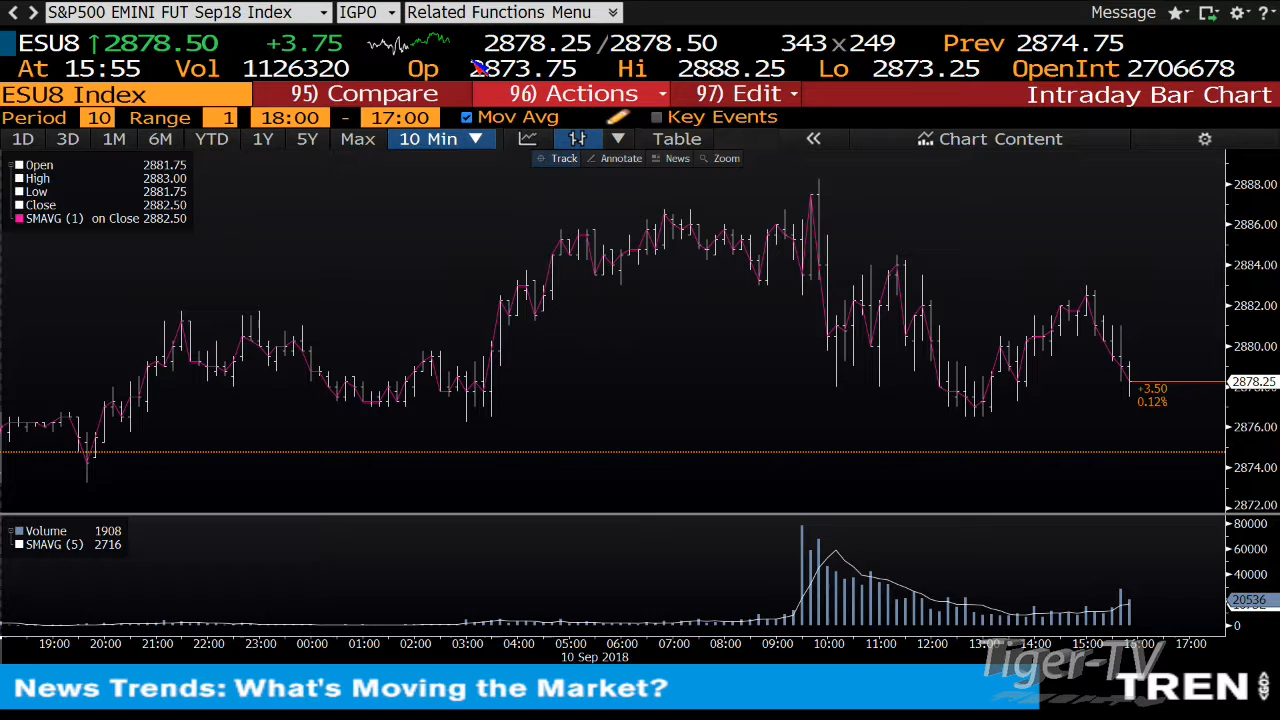 S&P500 EMINI FUT Sep18 Index IGPO Related Functions Menu Message ?
ESU8 ↑2878.50 +3.75 2878.25/2878.50 343x249 Prev 2874.75
At 15:55 Vol 1126320 Op 2873.75 Hi 2888.25 Lo 2873.25 OpenInt 2706678
ESU8 Index 95) Compare 96) Actions 97) Edit Intraday Bar Chart
Period 10 Range 1 18:00 - 17:00 Mov Avg Key Events
1D 3D 1M 6M YTD 1Y 5Y Max 10 Min Table « Chart Content
Track Annotate News Zoom
Open 2881.75
High 2883.00
Low 2881.75
Close 2882.50
SMAVG (1) on Close 2882.50
2888.00
2886.00
2884.00
2882.00
2880.00
2878.25
+3.50
0.12%
2876.00
2874.00
2872.00
Volume 1908
SMAVG (5) 2716
80000
60000
40000
20536
0
19:00 20:00 21:00 22:00 23:00 00:00 01:00 02:00 03:00 04:00 05:00 06:00 07:00 08:00 09:00 10:00 11:00 12:00 13:00 15:00 16:00 17:00
10 Sep 2018
Tiger-TV
News Trends: What's Moving the Market?
TREN